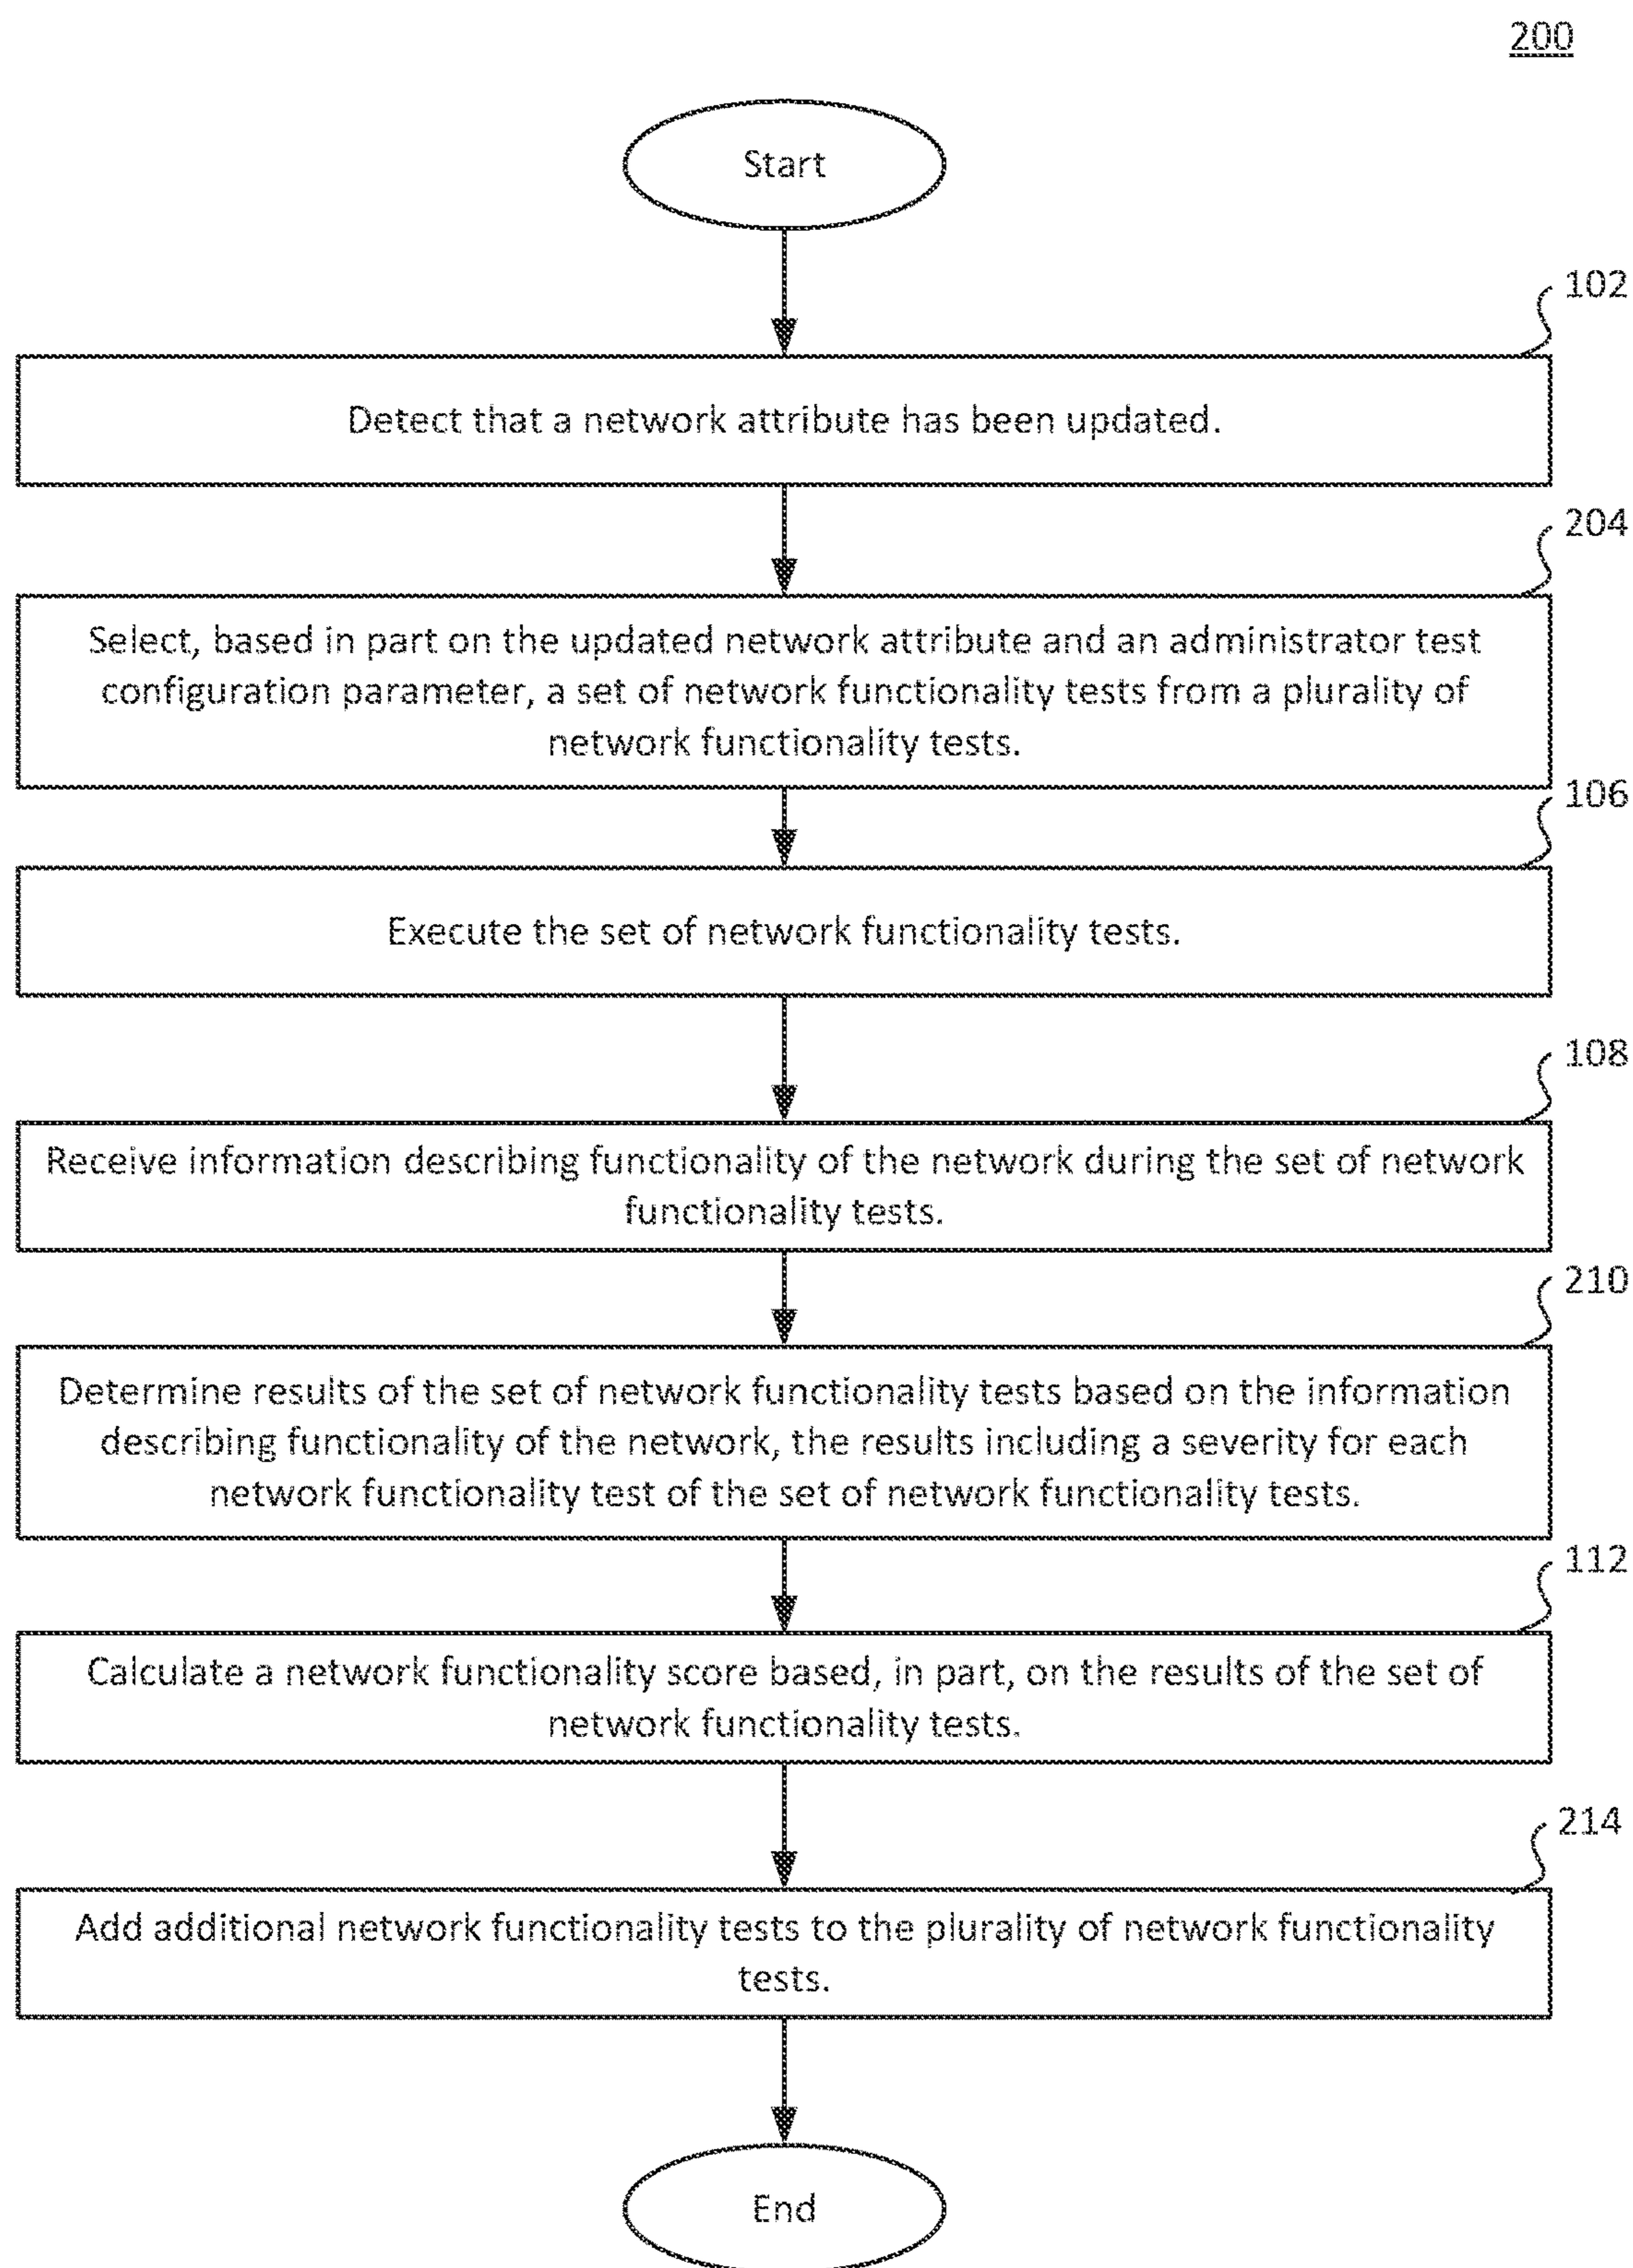 200
Start
102
Detect that a network attribute has been updated.
204
Select, based in part on the updated network attribute and an administrator test
configuration parameter, a set of network functionality tests from a plurality of
network functionality tests.
106
Execute the set of network functionality tests.
108
Receive information describing functionality of the network during the set of network
functionality tests.
210
Determine results of the set of network functionality tests based on the information
describing functionality of the network, the results including a severity for each
network functionality test of the set of network functionality tests.
112
Calculate a network functionality score based, in part, on the results of the set of
network functionality tests.
214
Add additional network functionality tests to the plurality of network functionality
tests.
End